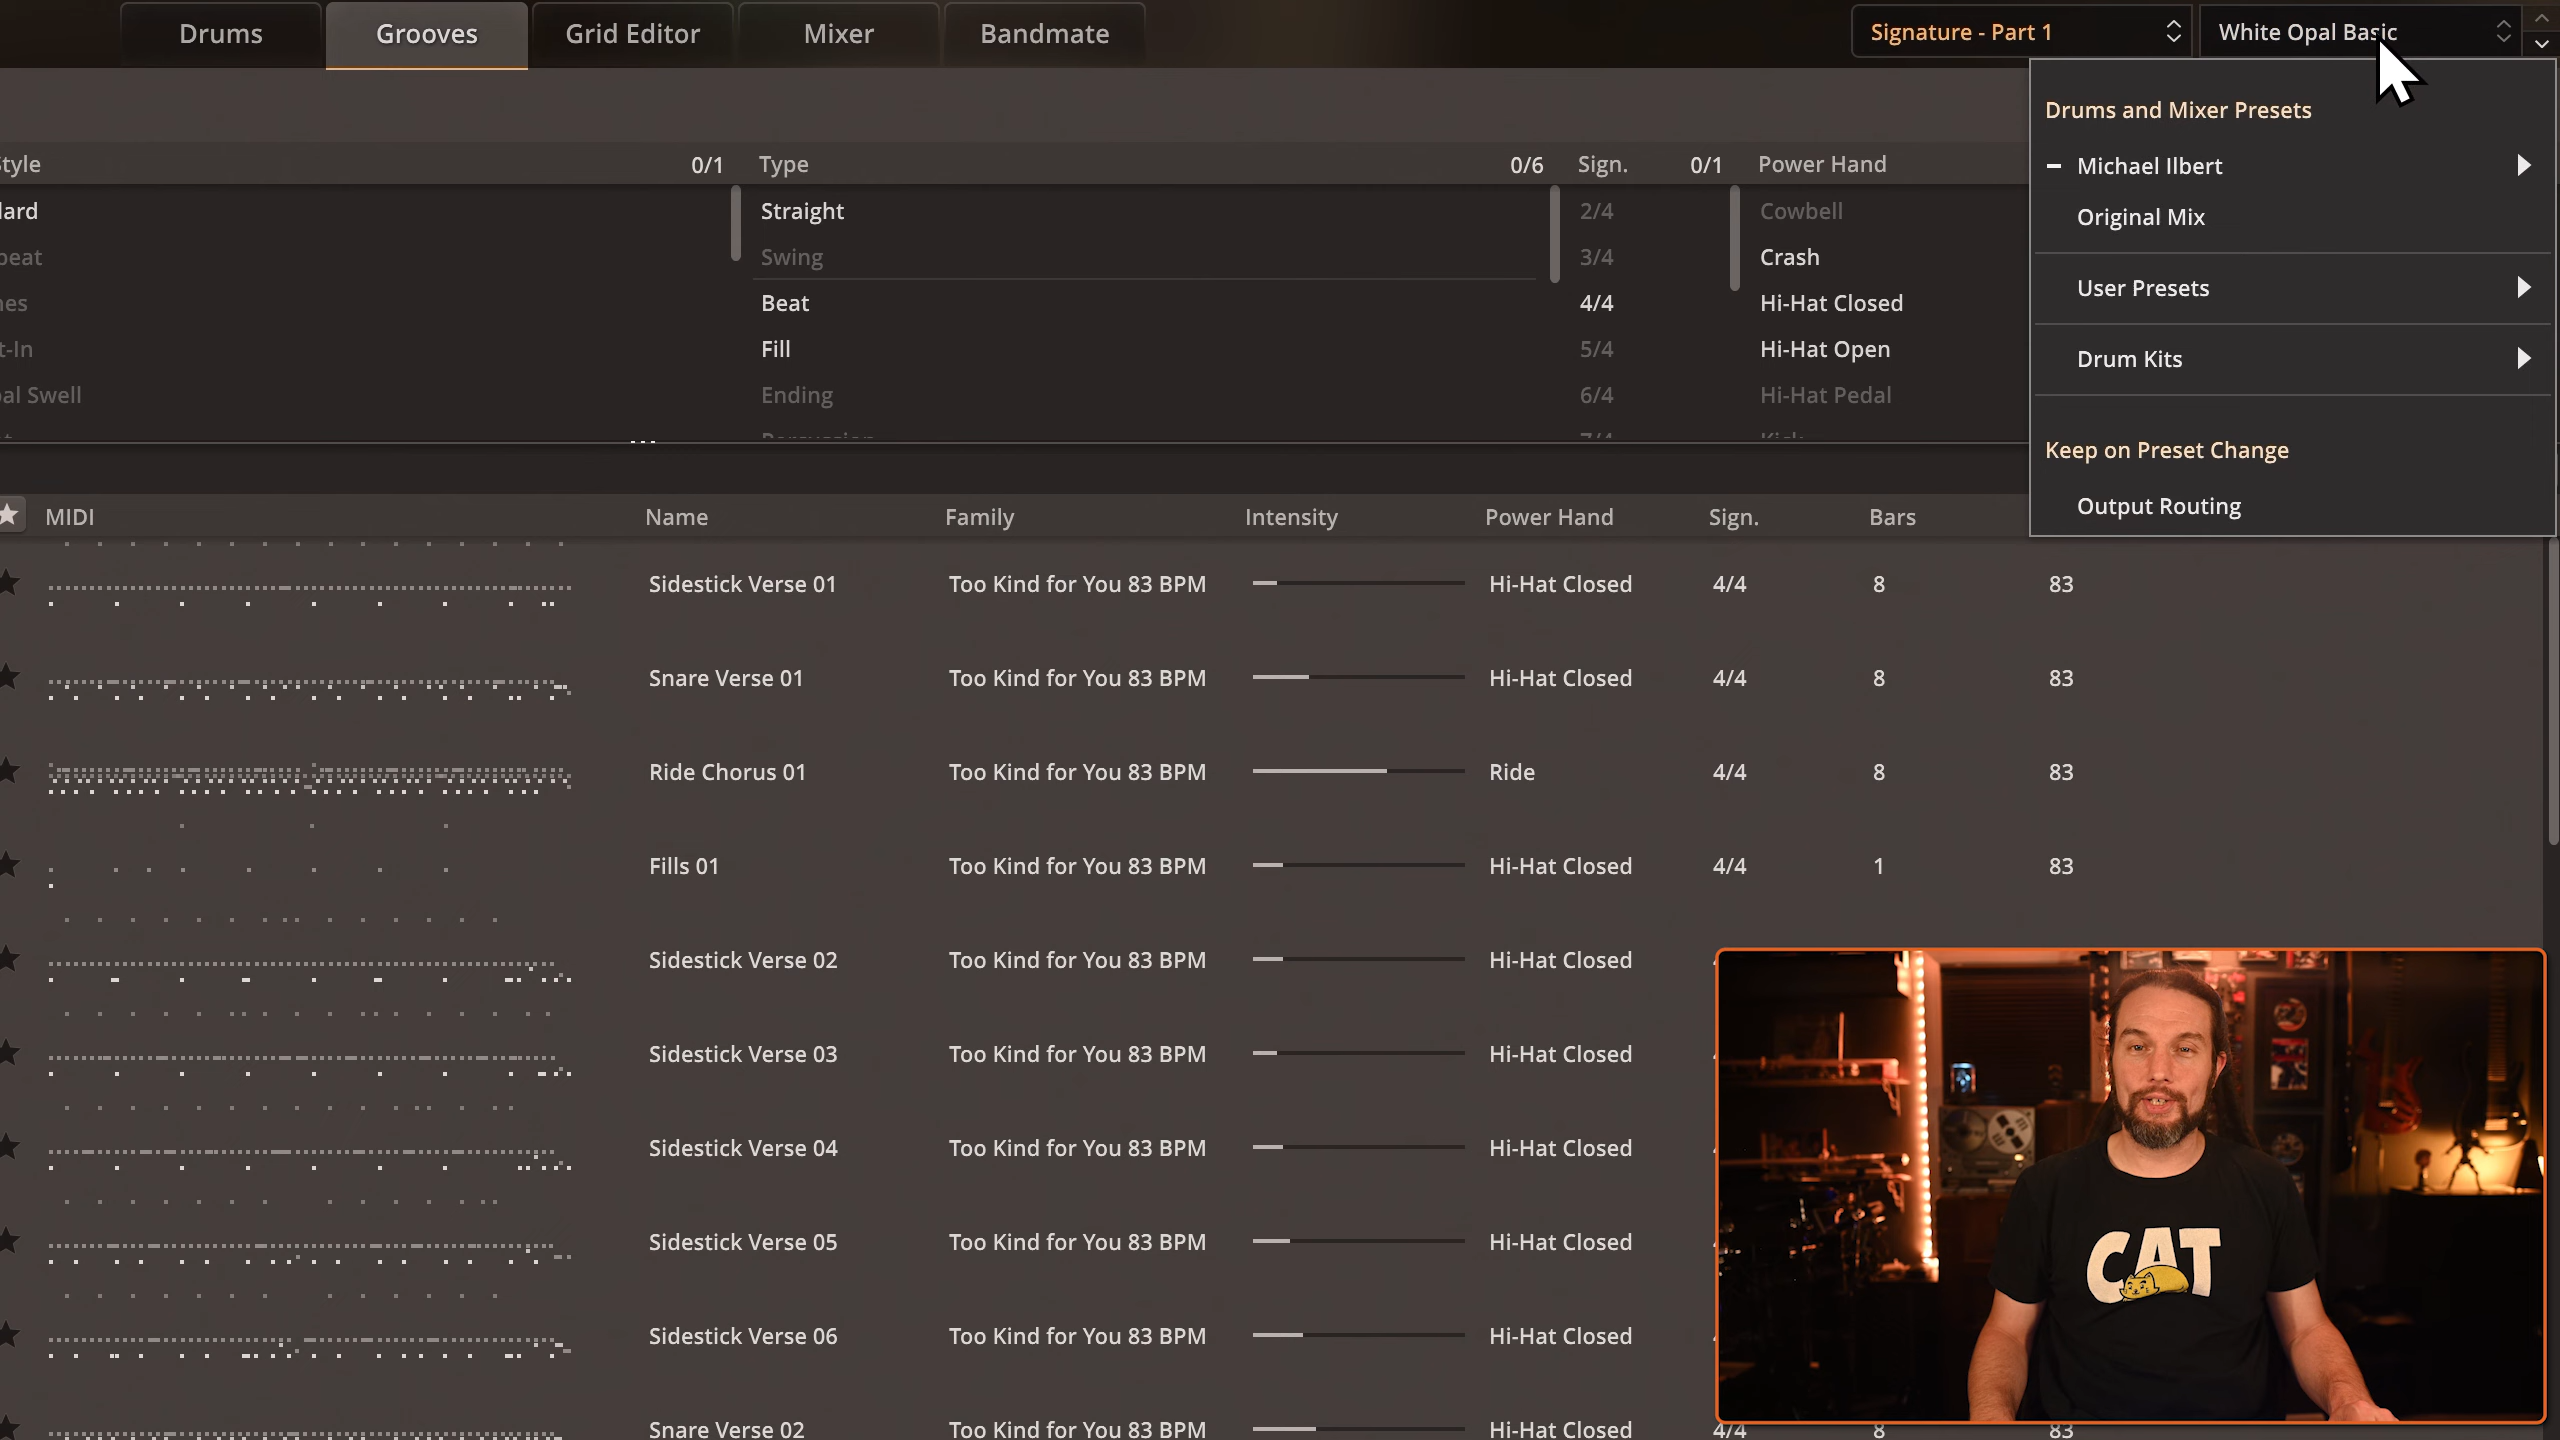 Drums Grooves Grid Editor Mixer Bandmate Signature - Part 1 White Opal Basic
Drums and Mixer Presets
Michael Ilbert
Original Mix
User Presets
Drum Kits
Keep on Preset Change
Output Routing
Style 0/1 Type 0/6 Sign. 0/1 Power Hand
Straight 2/4 Cowbell
Swing 3/4 Crash
Beat 4/4 Hi-Hat Closed
Fill 5/4 Hi-Hat Open
Swell Ending 6/4 Hi-Hat Pedal
MIDI Name Family Intensity Power Hand Sign. Bars
Sidestick Verse 01 Too Kind for You 83 BPM Hi-Hat Closed 4/4 8 83
Snare Verse 01 Too Kind for You 83 BPM Hi-Hat Closed 4/4 8 83
Ride Chorus 01 Too Kind for You 83 BPM Ride 4/4 8 83
Fills 01 Too Kind for You 83 BPM Hi-Hat Closed 4/4 1 83
Sidestick Verse 02 Too Kind for You 83 BPM Hi-Hat Closed
Sidestick Verse 03 Too Kind for You 83 BPM Hi-Hat Closed
Sidestick Verse 04 Too Kind for You 83 BPM Hi-Hat Closed
Sidestick Verse 05 Too Kind for You 83 BPM Hi-Hat Closed
Sidestick Verse 06 Too Kind for You 83 BPM Hi-Hat Closed
Snare Verse 02 Too Kind for You 83 BPM Hi-Hat Closed 4/4 8 83
CAT